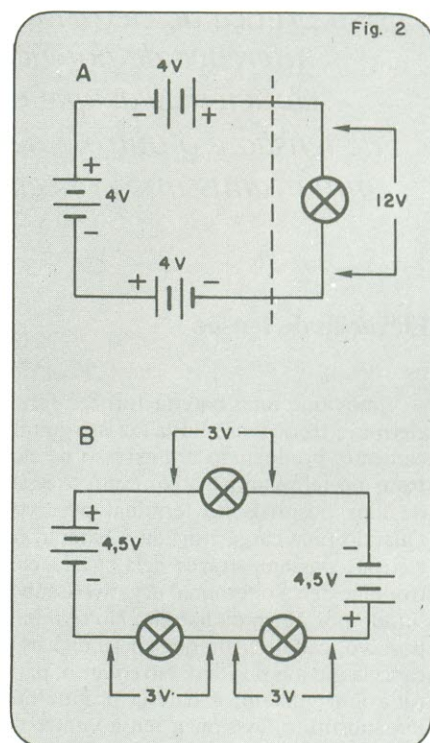 Fig. 2
A
4V
- +
+
4V
-
12V
4V
+ -
B
3V
+
4,5V
-
-
4,5V
+
3V
3V